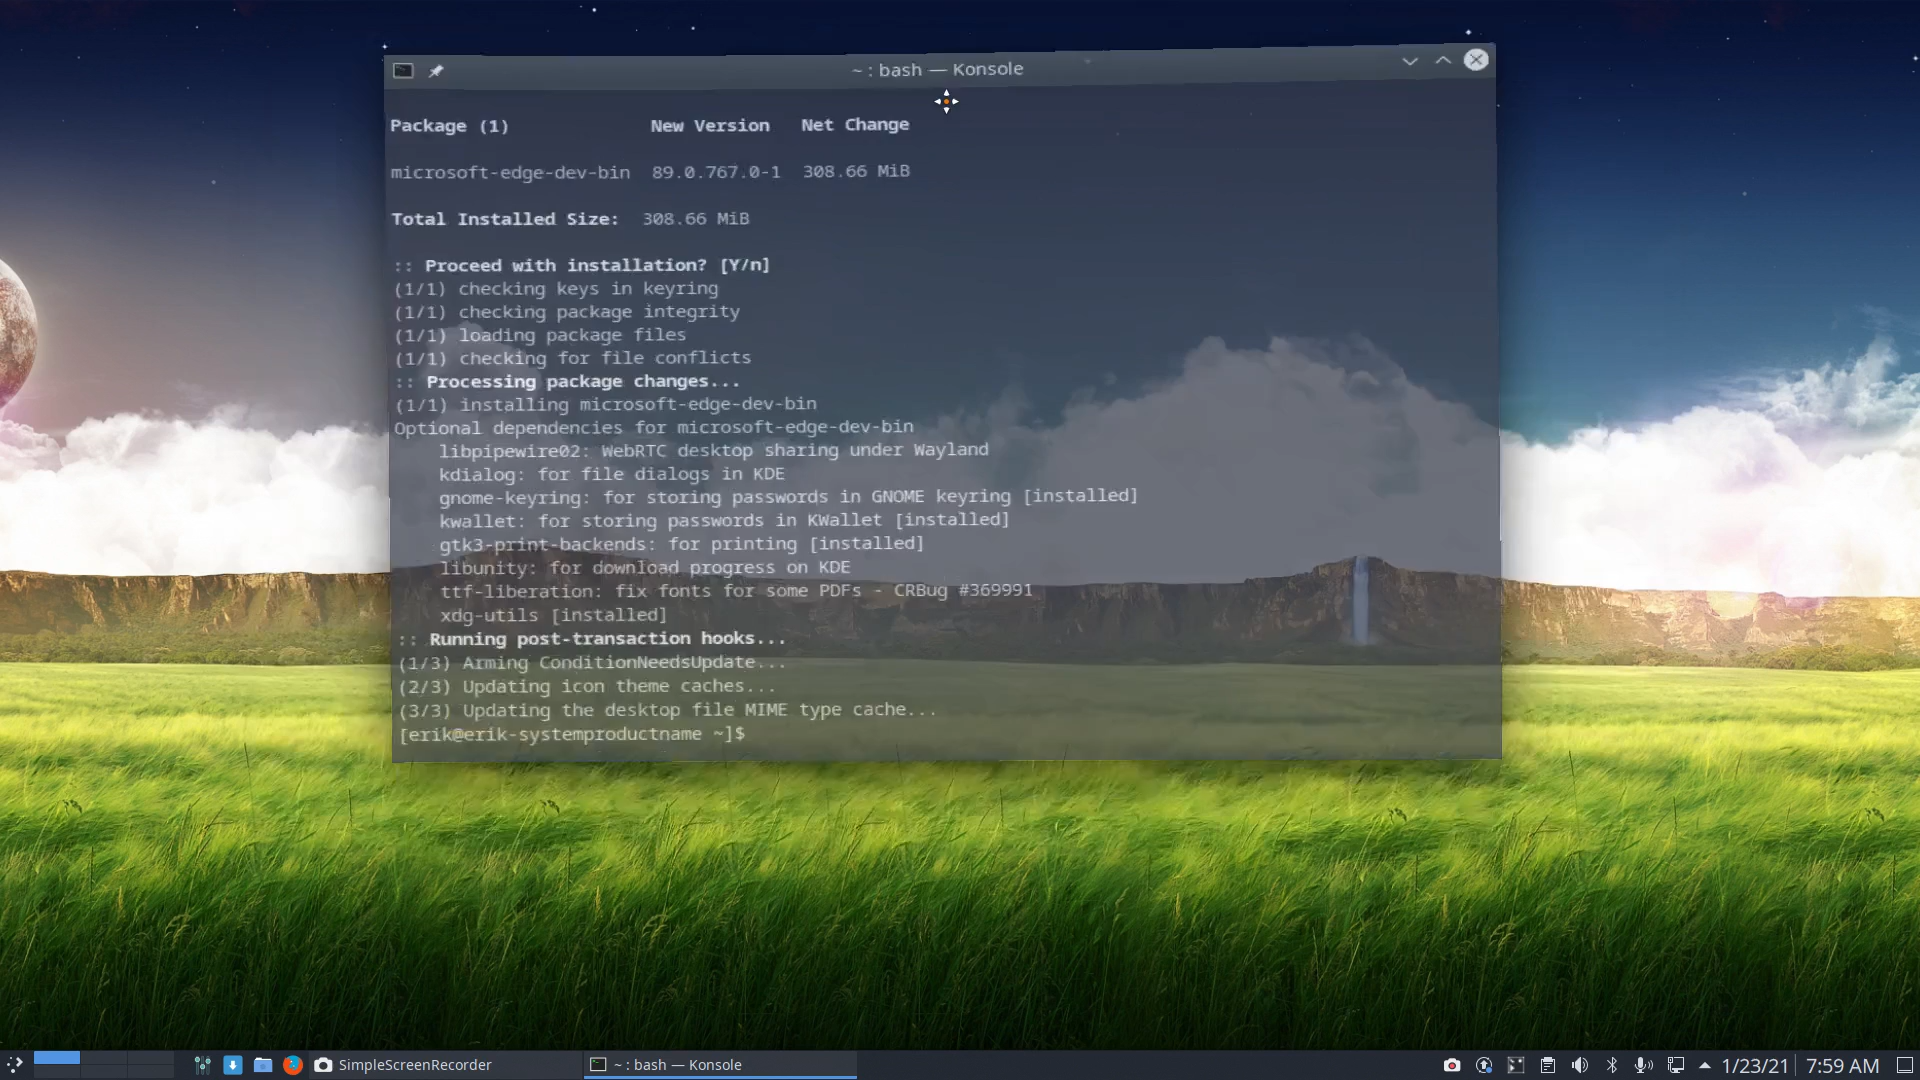 ~ : bash — Konsole
Package (1) New Version Net Change
microsoft-edge-dev-bin 89.0.767.0-1 308.66 MiB
Total Installed Size: 308.66 MiB
:: Proceed with installation? [Y/n]
(1/1) checking keys in keyring
(1/1) checking package integrity
(1/1) loading package files
(1/1) checking for file conflicts
:: Processing package changes...
(1/1) installing microsoft-edge-dev-bin
Optional dependencies for microsoft-edge-dev-bin
libpipewire02: WebRTC desktop sharing under Wayland
kdialog: for file dialogs in KDE
gnome-keyring: for storing passwords in GNOME keyring [installed]
kwallet: for storing passwords in KWallet [installed]
gtk3-print-backends: for printing [installed]
libunity: for download progress on KDE
ttf-liberation: fix fonts for some PDFs - CRBug #369991
xdg-utils [installed]
:: Running post-transaction hooks...
(1/3) Arming ConditionNeedsUpdate...
(2/3) Updating icon theme caches...
(3/3) Updating the desktop file MIME type cache...
[erik@erik-systemproductname ~]$
SimpleScreenRecorder
~ : bash — Konsole
1/23/21
7:59 AM